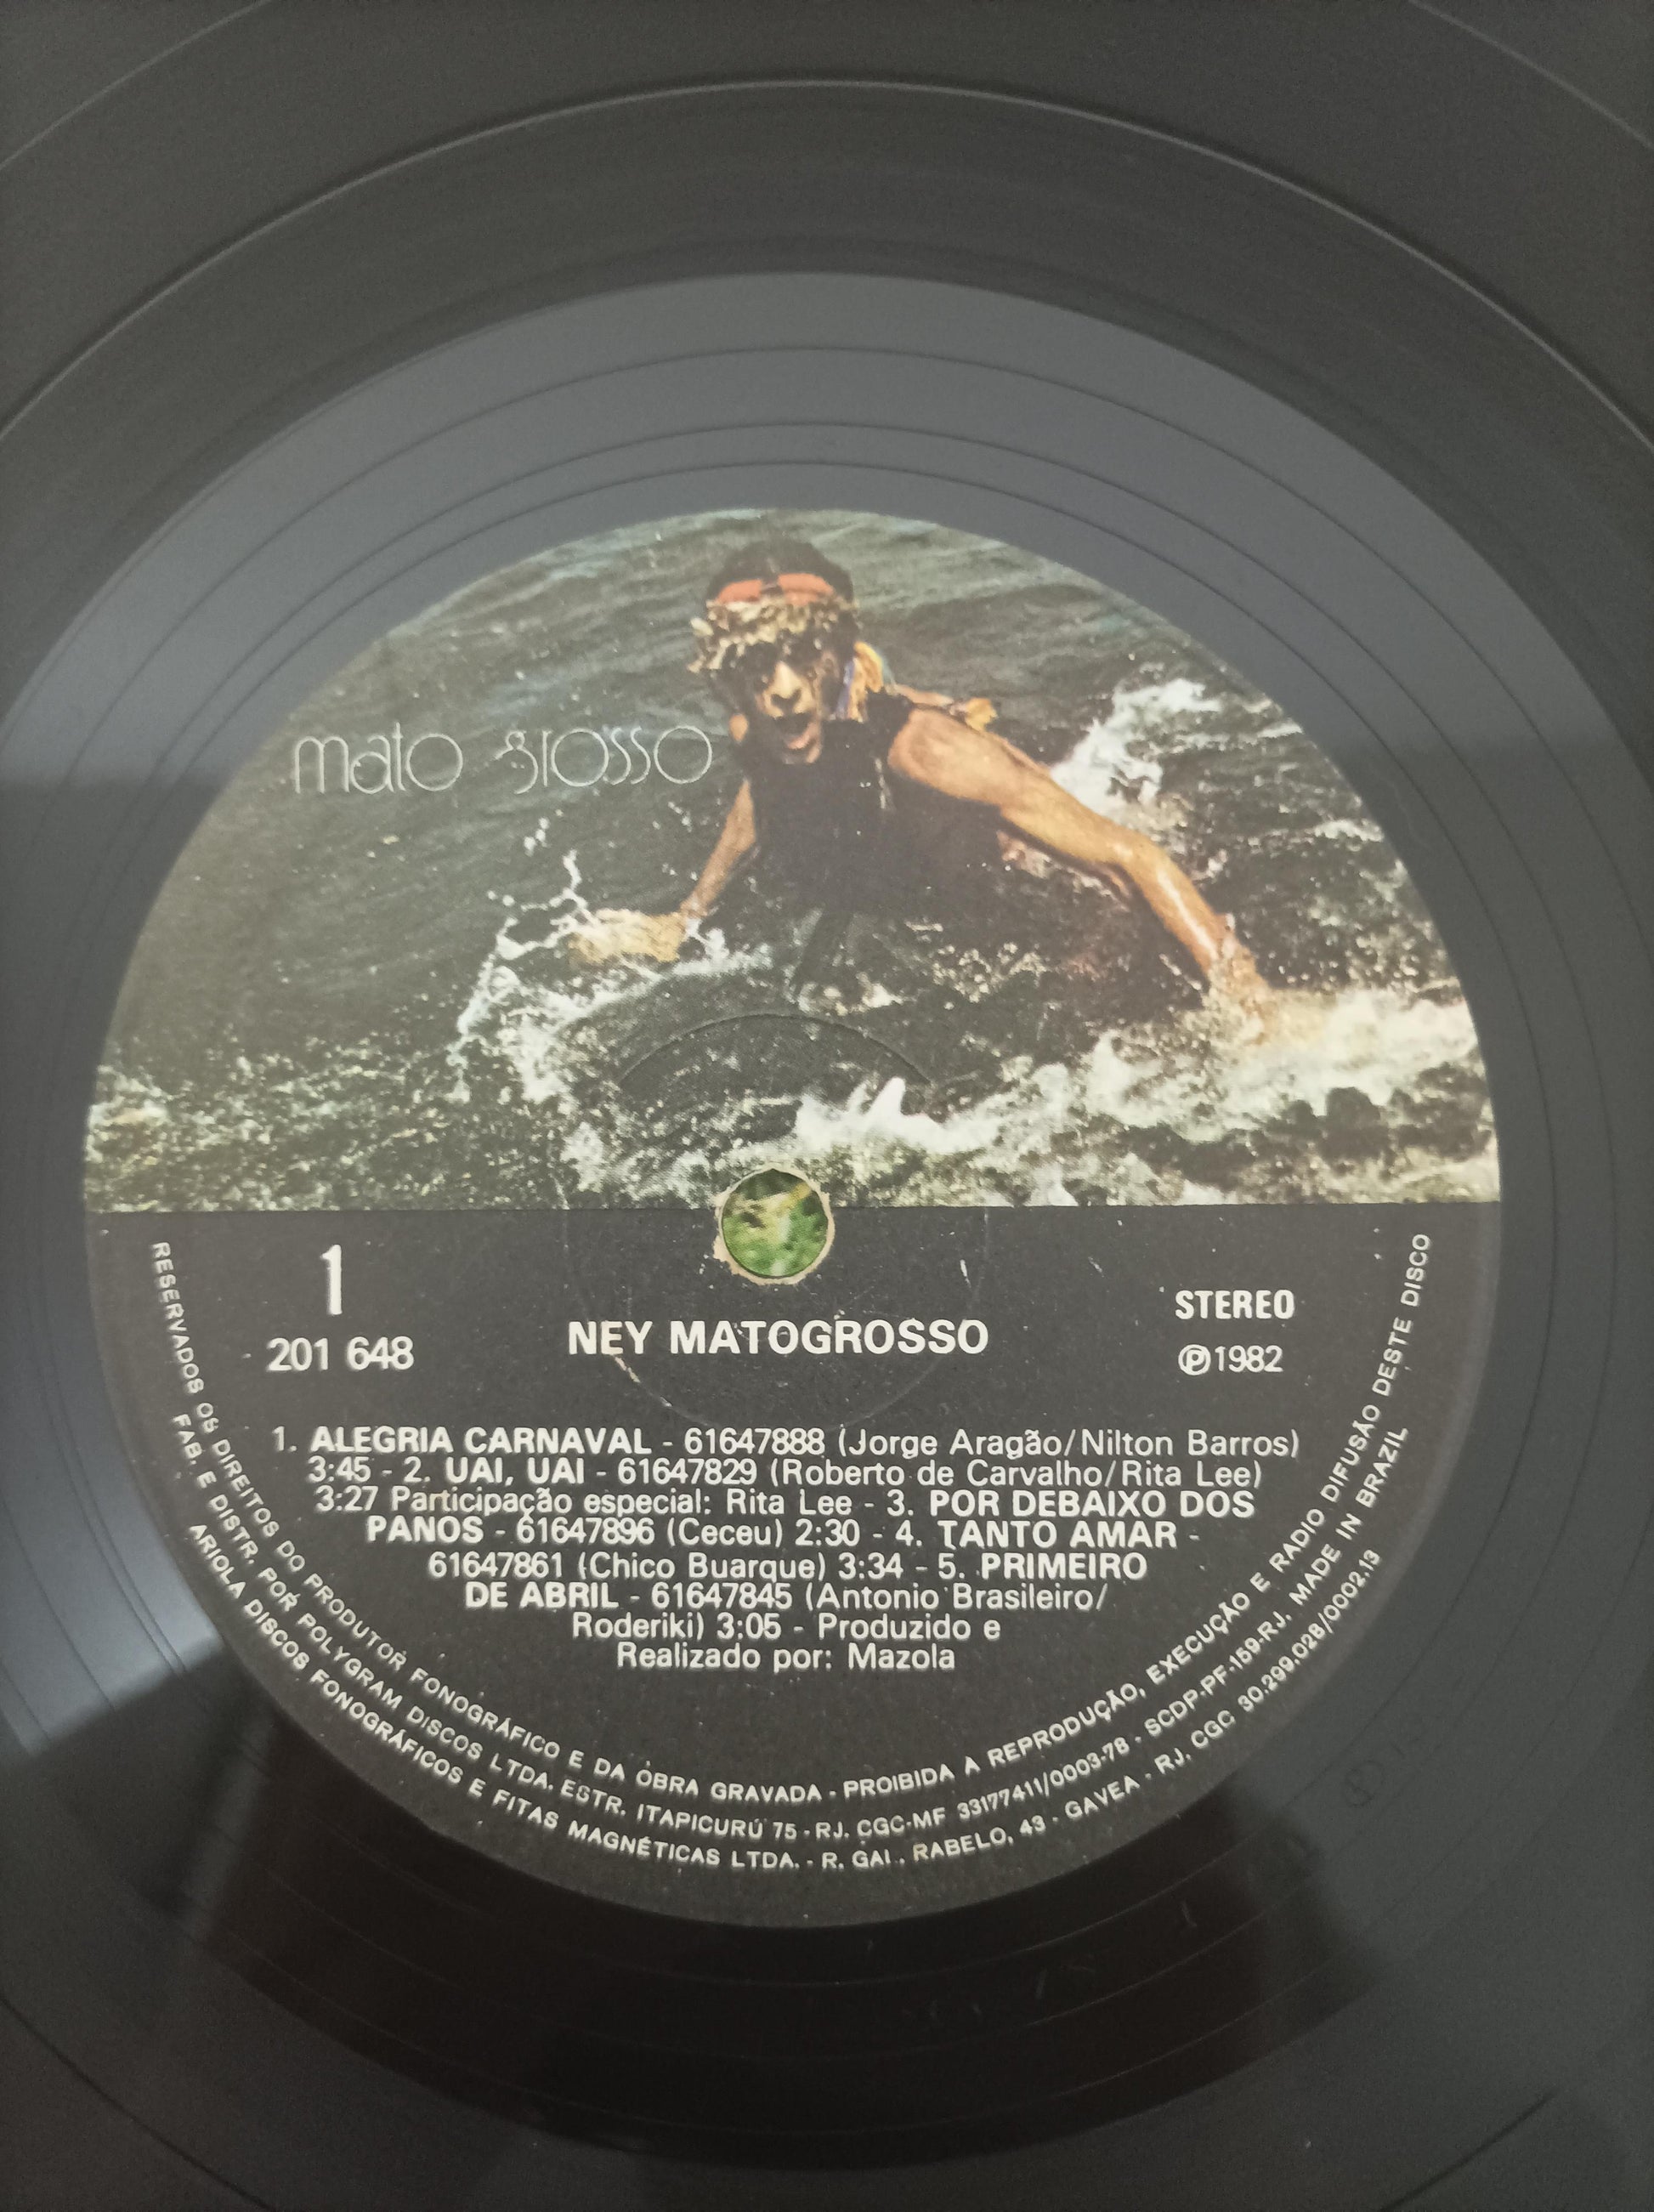 mato grosso
1
201 648
NEY MATOGROSSO
STEREO
℗1982
1. ALEGRIA CARNAVAL - 61647888 (Jorge Aragão/Nilton Barros)
3:45 - 2. UAI, UAI - 61647829 (Roberto de Carvalho/Rita Lee)
3:27 Participação especial: Rita Lee - 3. POR DEBAIXO DOS
PANOS - 61647896 (Ceceu) 2:30 - 4. TANTO AMAR -
61647861 (Chico Buarque) 3:34 - 5. PRIMEIRO
DE ABRIL - 61647845 (Antonio Brasileiro/
Roderiki) 3:05 - Produzido e
Realizado por: Mazola
RESERVADOS OS DIREITOS DO PRODUTOR FONOGRÁFICO E DA OBRA GRAVADA - PROIBIDA A REPRODUÇÃO, EXECUÇÃO E RADIO DIFUSÃO DESTE DISCO
FAB. E DISTR. POR POLYGRAM DISCOS LTDA. ESTR. ITAPICURÚ 75 - RJ. CGC-MF 33177411/0003-78 - SCDP-PF-159-RJ. MADE IN BRAZIL
ARIOLA DISCOS FONOGRÁFICOS E FITAS MAGNÉTICAS LTDA. - R. GAL. RABELO, 43 - GAVEA - RJ. CGC 30.299.028/0002.13